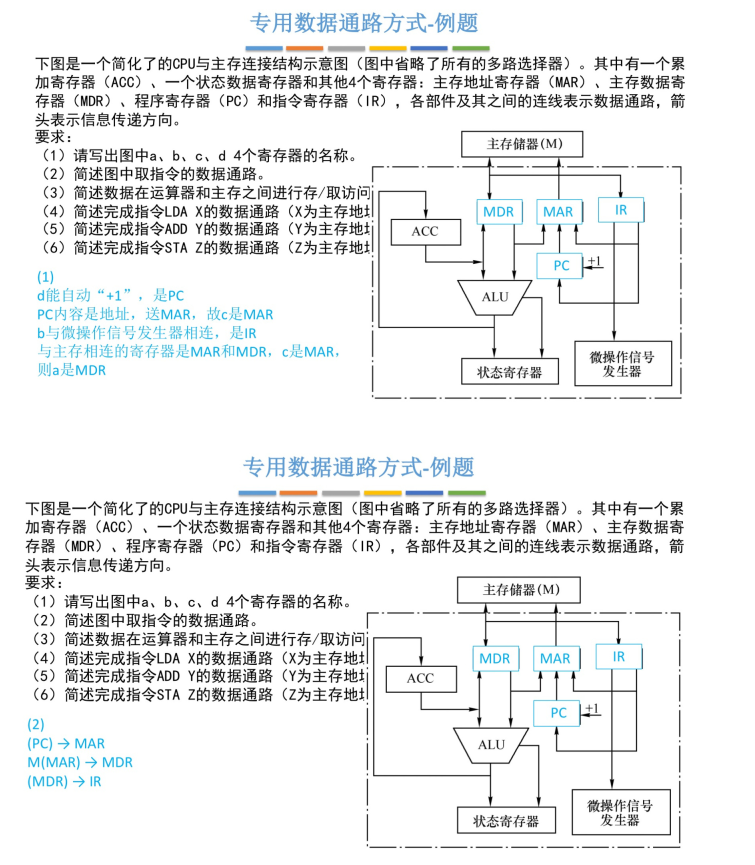 专用数据通路方式-例题
下图是一个简化了的CPU与主存连接结构示意图（图中省略了所有的多路选择器）。其中有一个累
加寄存器（ACC）、一个状态数据寄存器和其他4个寄存器：主存地址寄存器（MAR）、主存数据寄
存器（MDR）、程序寄存器（PC）和指令寄存器（IR），各部件及其之间的连线表示数据通路，箭
头表示信息传递方向。
要求：
（1）请写出图中a、b、c、d 4个寄存器的名称。
（2）简述图中取指令的数据通路。
（3）简述数据在运算器和主存之间进行存/取访问
（4）简述完成指令LDA X的数据通路（X为主存地
（5）简述完成指令ADD Y的数据通路（Y为主存地
（6）简述完成指令STA Z的数据通路（Z为主存地
主存储器(M)
MDR
MAR
IR
ACC
PC
+1
ALU
状态寄存器
微操作信号
发生器
(1)
d能自动“+1”，是PC
PC内容是地址，送MAR，故c是MAR
b与微操作信号发生器相连，是IR
与主存相连的寄存器是MAR和MDR，c是MAR，
则a是MDR
专用数据通路方式-例题
下图是一个简化了的CPU与主存连接结构示意图（图中省略了所有的多路选择器）。其中有一个累
加寄存器（ACC）、一个状态数据寄存器和其他4个寄存器：主存地址寄存器（MAR）、主存数据寄
存器（MDR）、程序寄存器（PC）和指令寄存器（IR），各部件及其之间的连线表示数据通路，箭
头表示信息传递方向。
要求：
（1）请写出图中a、b、c、d 4个寄存器的名称。
（2）简述图中取指令的数据通路。
（3）简述数据在运算器和主存之间进行存/取访问
（4）简述完成指令LDA X的数据通路（X为主存地
（5）简述完成指令ADD Y的数据通路（Y为主存地
（6）简述完成指令STA Z的数据通路（Z为主存地
主存储器(M)
MDR
MAR
IR
ACC
PC
+1
ALU
状态寄存器
微操作信号
发生器
(2)
(PC) → MAR
M(MAR) → MDR
(MDR) → IR